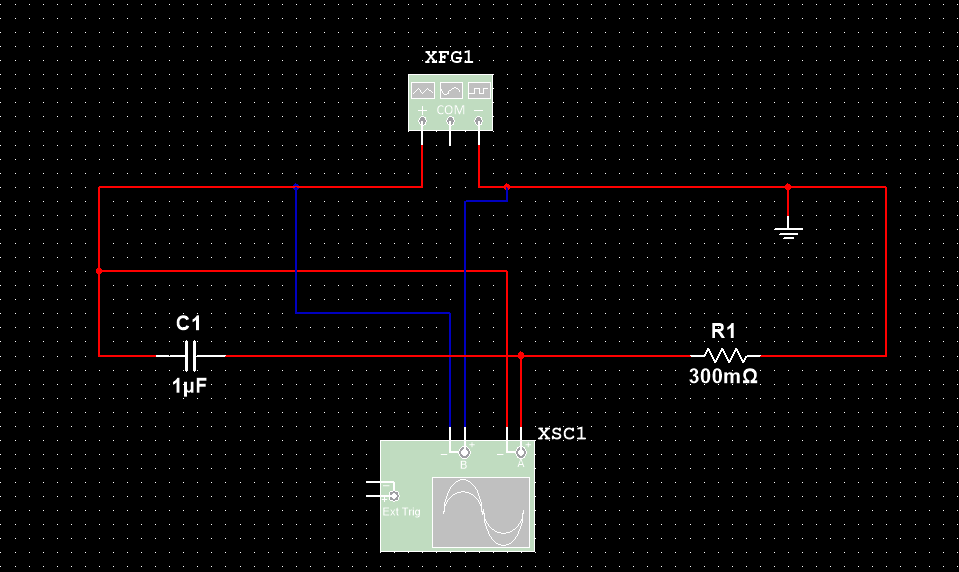 XFG1
+ COM −
C1
1µF
R1
300mΩ
XSC1
− + − +
B A
− +
Ext Trig